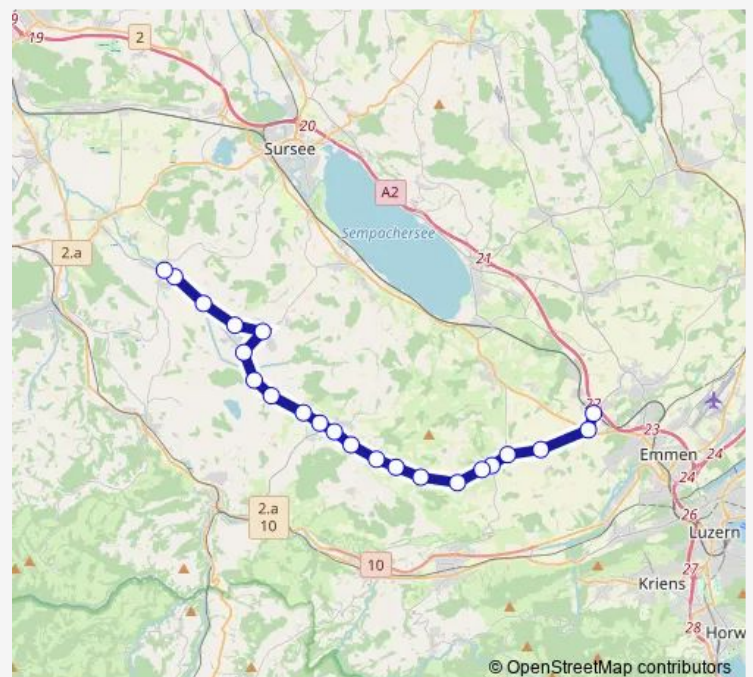 9
19
2
20
Sursee
A2
Sempachersee
2.a
21
22
23
24
Emmen
24
2.a
10
26
Luzern
10
27
Kriens
28
Horw
© OpenStreetMap contributors